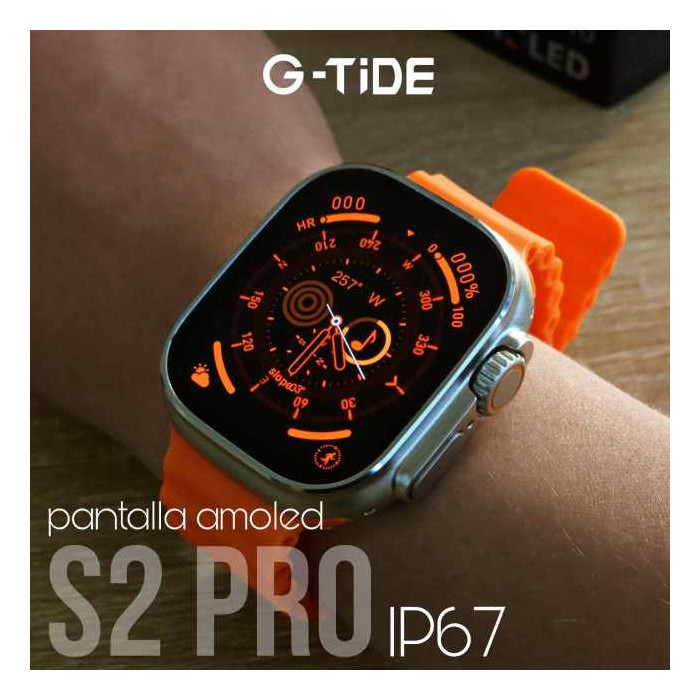 LED
G-TiDE
000
HR
0
000%
100
N
210
240
W
300
330
30
60
E
120
150
257° W
slope03°
pantalla amoled
S2 PRO
IP67